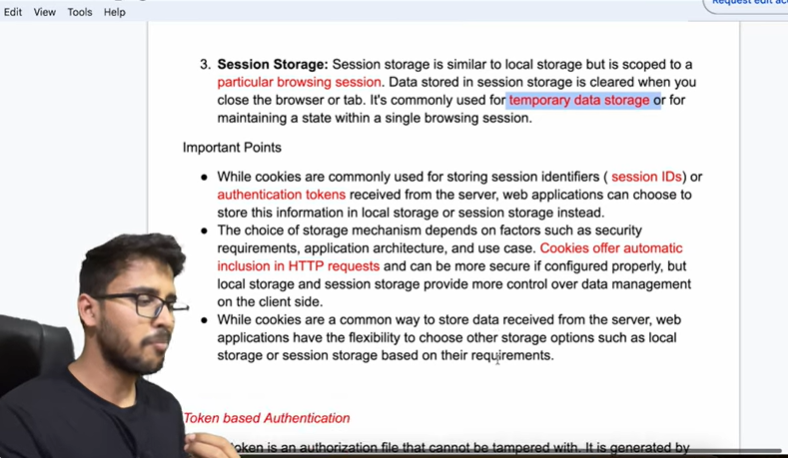 Request edit acc
Edit View Tools Help
3. Session Storage: Session storage is similar to local storage but is scoped to a
particular browsing session. Data stored in session storage is cleared when you
close the browser or tab. It's commonly used for temporary data storage or for
maintaining a state within a single browsing session.
Important Points
● While cookies are commonly used for storing session identifiers ( session IDs) or
authentication tokens received from the server, web applications can choose to
store this information in local storage or session storage instead.
● The choice of storage mechanism depends on factors such as security
requirements, application architecture, and use case. Cookies offer automatic
inclusion in HTTP requests and can be more secure if configured properly, but
local storage and session storage provide more control over data management
on the client side.
● While cookies are a common way to store data received from the server, web
applications have the flexibility to choose other storage options such as local
storage or session storage based on their requirements.
Token based Authentication
token is an authorization file that cannot be tampered with. It is generated by